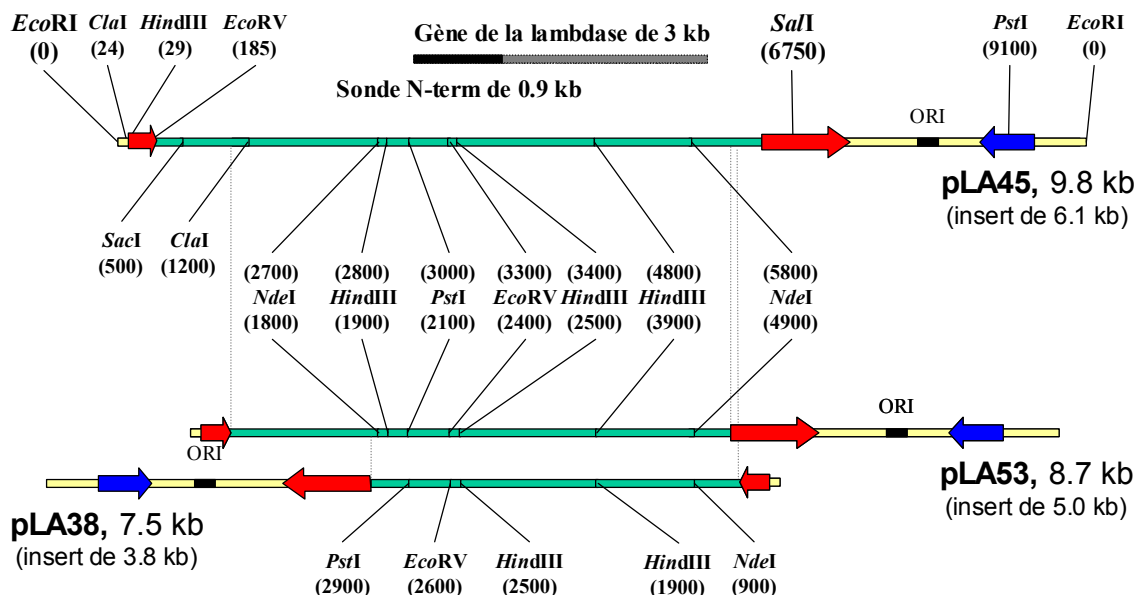 EcoRI ClaI HindIII EcoRV Gène de la lambdase de 3 kb SalI PstI EcoRI
(0) (24) (29) (185) (6750) (9100) (0)
Sonde N-term de 0.9 kb
ORI
pLA45, 9.8 kb
(insert de 6.1 kb)
SacI ClaI
(500) (1200)
(2700) (2800) (3000) (3300) (3400) (4800) (5800)
NdeI HindIII PstI EcoRV HindIII HindIII NdeI
(1800) (1900) (2100) (2400) (2500) (3900) (4900)
ORI
ORI
pLA53, 8.7 kb
(insert de 5.0 kb)
pLA38, 7.5 kb
(insert de 3.8 kb)
PstI EcoRV HindIII HindIII NdeI
(2900) (2600) (2500) (1900) (900)